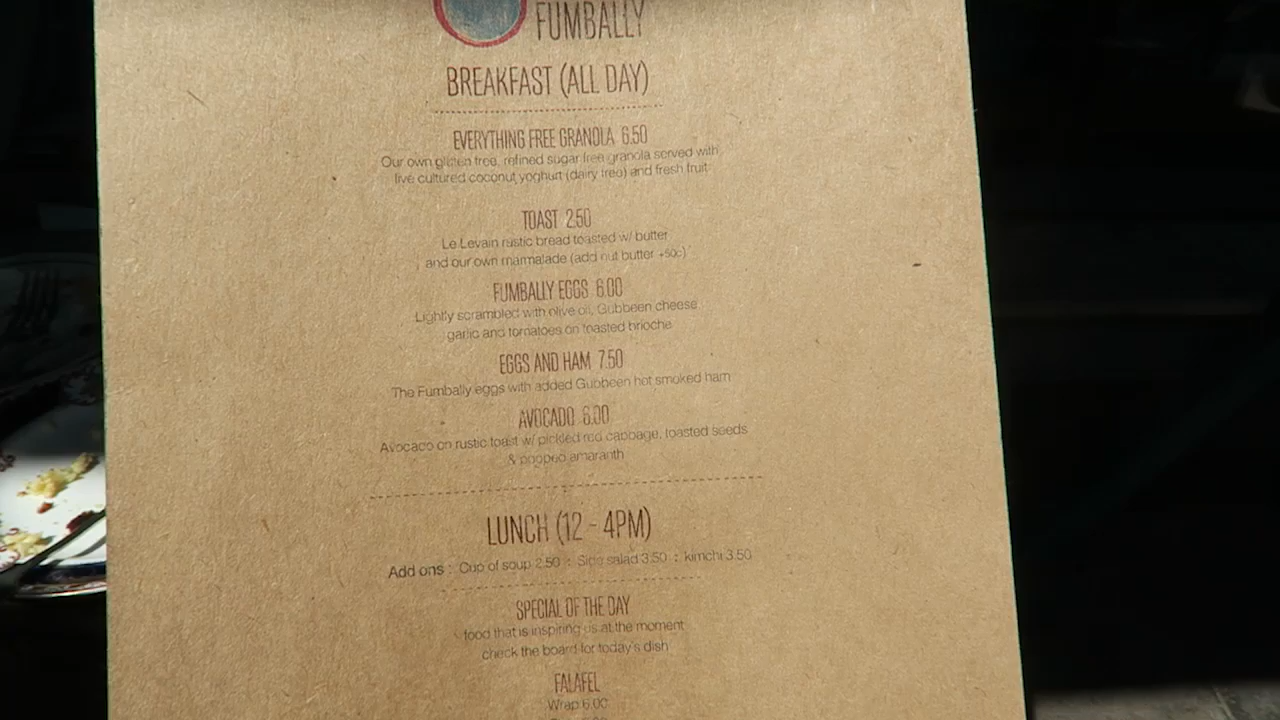 FUMBALLY
BREAKFAST (ALL DAY)
EVERYTHING FREE GRANOLA 6.50
Our own gluten free, refined sugar free granola served with
live cultured coconut yoghurt (dairy free) and fresh fruit
TOAST 2.50
Le Levain rustic bread toasted w/ butter
and our own marmalade (add nut butter +50c)
FUMBALLY EGGS 6.00
Lightly scrambled with olive oil, Gubbeen cheese,
garlic and tomatoes on toasted brioche
EGGS AND HAM 7.50
The Fumbally eggs with added Gubbeen hot smoked ham
AVOCADO 6.00
Avocado on rustic toast w/ pickled red cabbage, toasted seeds
& popped amaranth
LUNCH (12 - 4PM)
Add ons : Cup of soup 2.50 : Side salad 3.50 : kimchi 3.50
SPECIAL OF THE DAY
food that is inspiring us at the moment
check the board for today's dish
FALAFEL
Wrap 6.00